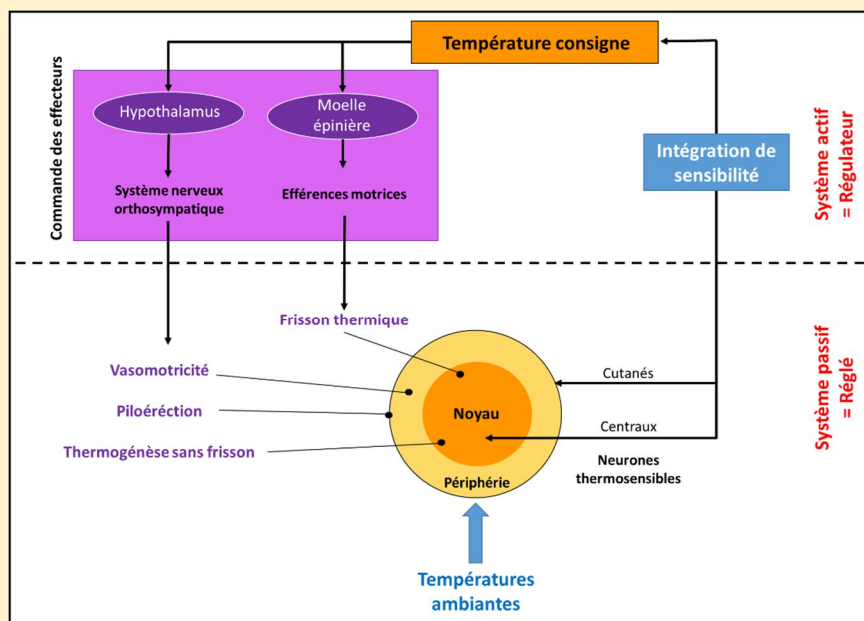 Température consigne
Commande des effecteurs
Hypothalamus
Moelle
épinière
Système nerveux
orthosympatique
Efférences motrices
Intégration de
sensibilité
Système actif
= Régulateur
Frisson thermique
Vasomotricité
Piloéréction
Thermogénèse sans frisson
Noyau
Périphérie
Cutanés
Centraux
Neurones
thermosensibles
Système passif
= Réglé
Températures
ambiantes